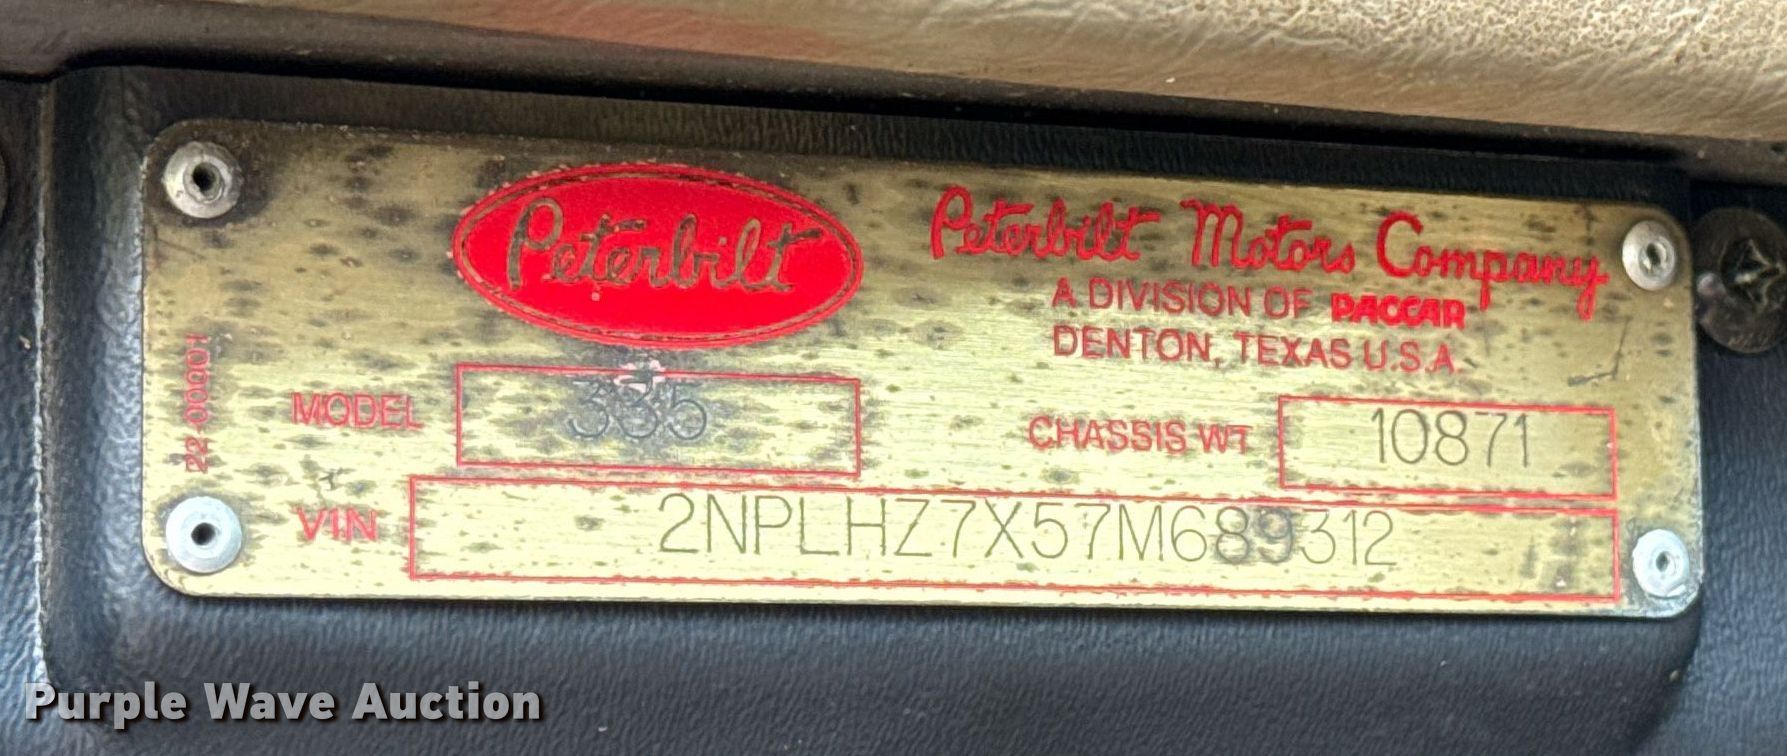 Peterbilt
Peterbilt Motors Company
A DIVISION OF PACCAR
DENTON, TEXAS U.S.A.
22-00001
MODEL 335
CHASSIS WT 10871
VIN 2NPLHZ7X57M689312
Purple Wave Auction